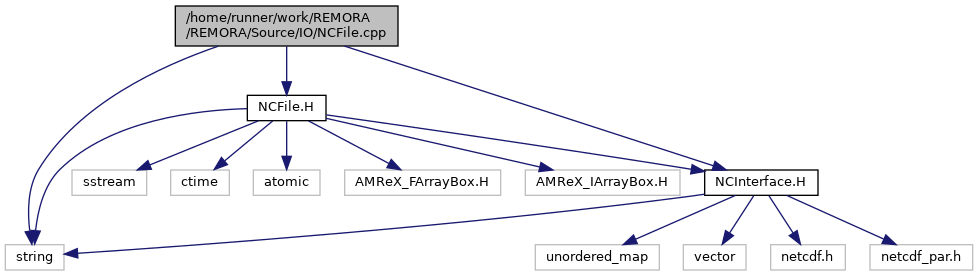 /home/runner/work/REMORA
/REMORA/Source/IO/NCFile.cpp
NCFile.H
sstream
ctime
atomic
AMReX_FArrayBox.H
AMReX_IArrayBox.H
NCInterface.H
string
unordered_map
vector
netcdf.h
netcdf_par.h